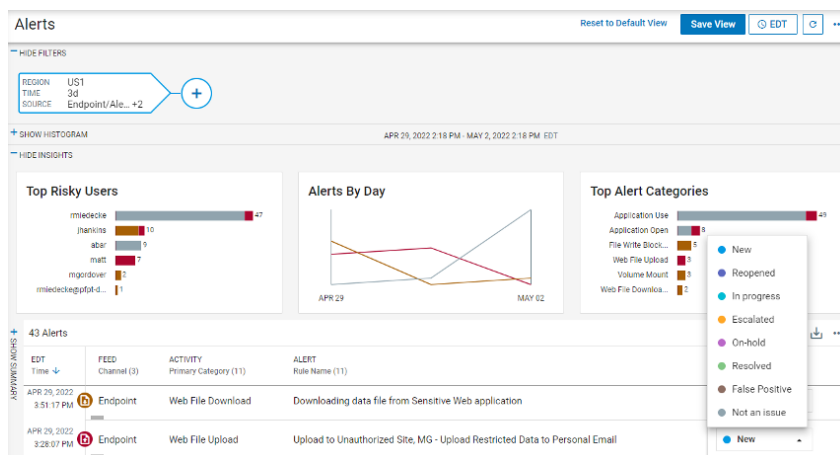 Alerts
Reset to Default View
Save View
EDT
HIDE FILTERS
REGION US1
TIME 3d
SOURCE Endpoint/Ale... +2
SHOW HISTOGRAM
APR 29, 2022 2:18 PM - MAY 2, 2022 2:18 PM EDT
HIDE INSIGHTS
Top Risky Users
rmiedecke 47
jhankins 10
abar 9
matt 7
mgordover 2
rmiedecke@pfpt-d... 1
Alerts By Day
APR 29 MAY 02
Top Alert Categories
Application Use 49
Application Open 8
File Write Block... 5
Web File Upload 3
Volume Mount 3
Web File Downloa... 2
New
Reopened
In progress
Escalated
On-hold
Resolved
False Positive
Not an issue
SHOW SUMMARY
43 Alerts
EDT FEED ACTIVITY ALERT
Time Channel (3) Primary Category (11) Rule Name (11)
APR 29, 2022
3:51:17 PM Endpoint Web File Download Downloading data file from Sensitive Web application
APR 29, 2022
3:28:07 PM Endpoint Web File Upload Upload to Unauthorized Site, MG - Upload Restricted Data to Personal Email New